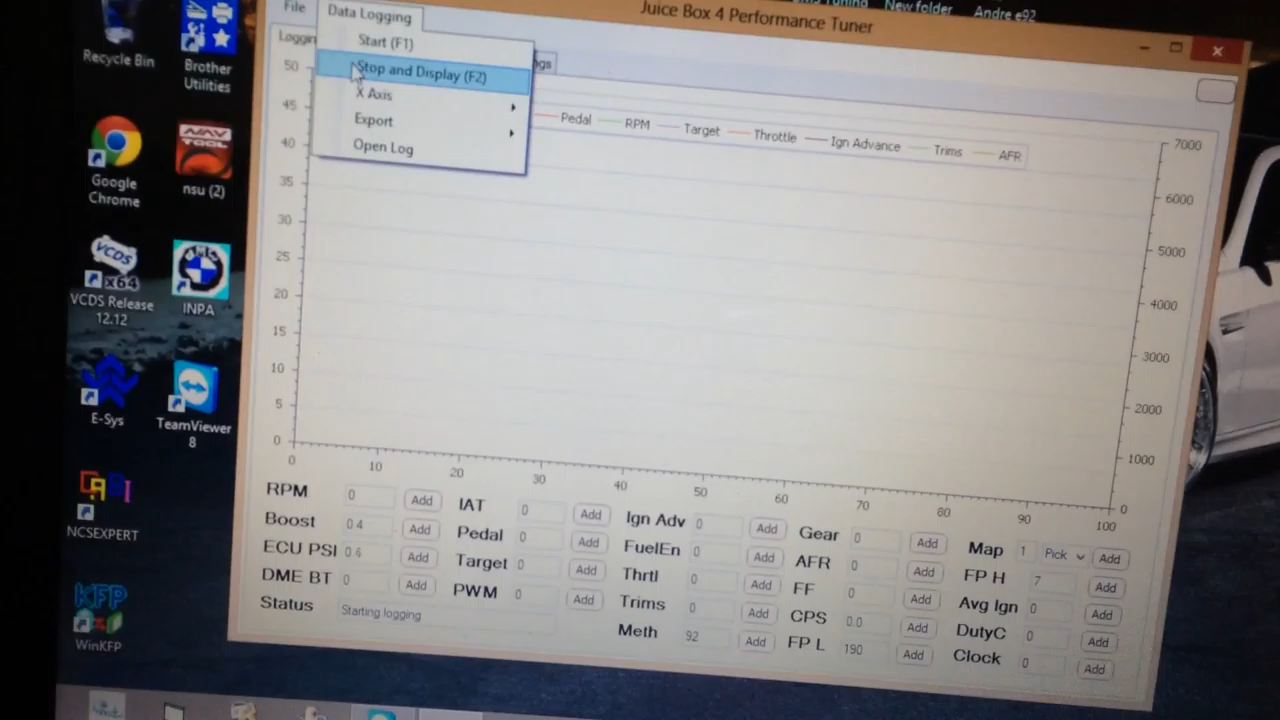 New folder
Andre e92
Juice Box 4 Performance Tuner
File
Data Logging
Start (F1)
Stop and Display (F2)
X Axis
Export
Open Log
Pedal
RPM
Target
Throttle
Ign Advance
Trims
AFR
50
45
40
35
30
25
20
15
10
5
0
7000
6000
5000
4000
3000
2000
1000
0
0
10
20
30
40
50
60
70
80
90
100
RPM 0 Add
Boost 0.4 Add
ECU PSI 0.6 Add
DME BT 0 Add
Status Starting logging
IAT 0 Add
Pedal 0 Add
Target 0 Add
PWM 0 Add
Ign Adv 0 Add
FuelEn 0 Add
Thrtl 0 Add
Trims 0 Add
Meth 92 Add
Gear 0 Add
AFR 0 Add
FF 0 Add
CPS 0.0 Add
FP L 190 Add
Map 1 Pick Add
FP H 7 Add
Avg Ign 0 Add
DutyC 0 Add
Clock 0 Add
Recycle Bin
Brother
Utilities
Google
Chrome
NAV
TOOL
nsu (2)
VCDS
x64
VCDS Release
12.12
INPA
E-Sys
TeamViewer
8
NCSEXPERT
KFP
WinKFP